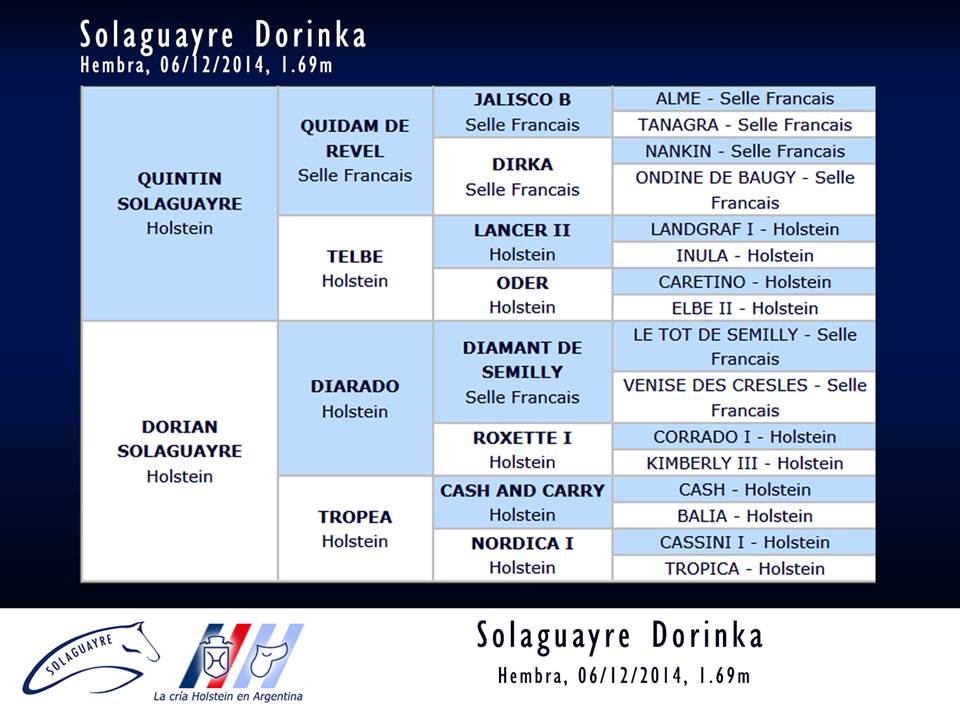 Solaguayre Dorinka
Hembra, 06/12/2014, 1.69m
QUINTIN
SOLAGUAYRE
Holstein
QUIDAM DE
REVEL
Selle Francais
JALISCO B
Selle Francais
ALME - Selle Francais
TANAGRA - Selle Francais
DIRKA
Selle Francais
NANKIN - Selle Francais
ONDINE DE BAUGY - Selle
Francais
TELBE
Holstein
LANCER II
Holstein
LANDGRAF I - Holstein
INULA - Holstein
ODER
Holstein
CARETINO - Holstein
ELBE II - Holstein
DORIAN
SOLAGUAYRE
Holstein
DIARADO
Holstein
DIAMANT DE
SEMILLY
Selle Francais
LE TOT DE SEMILLY - Selle
Francais
VENISE DES CRESLES - Selle
Francais
ROXETTE I
Holstein
CORRADO I - Holstein
KIMBERLY III - Holstein
TROPEA
Holstein
CASH AND CARRY
Holstein
CASH - Holstein
BALIA - Holstein
NORDICA I
Holstein
CASSINI I - Holstein
TROPICA - Holstein
SOLAGUAYRE
La cría Holstein en Argentina
Solaguayre Dorinka
Hembra, 06/12/2014, 1.69m